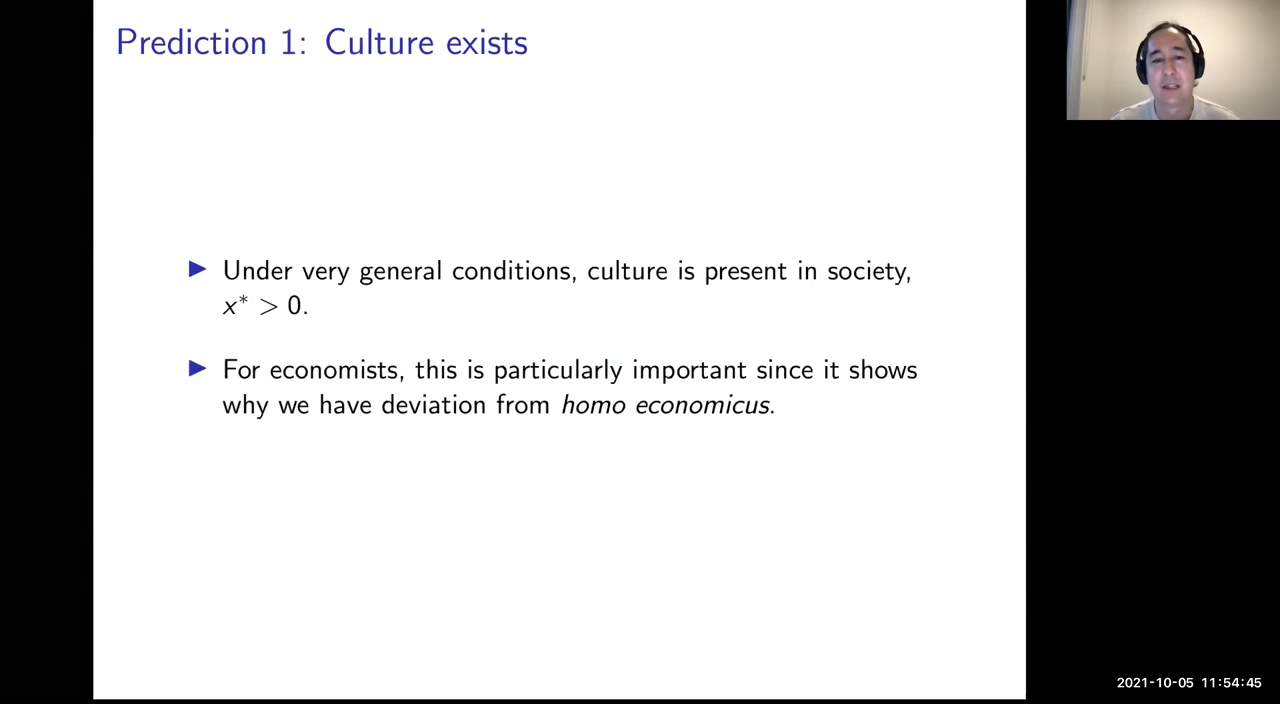 Prediction 1: Culture exists
▶ Under very general conditions, culture is present in society,
x* > 0.
▶ For economists, this is particularly important since it shows
why we have deviation from homo economicus.
2021-10-05 11:54:45